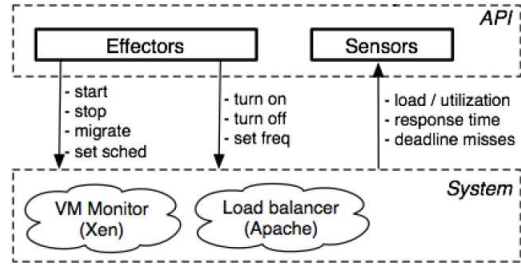 API
Effectors
Sensors
- start
- stop
- migrate
- set sched
- turn on
- turn off
- set freq
- load / utilization
- response time
- deadline misses
System
VM Monitor
(Xen)
Load balancer
(Apache)